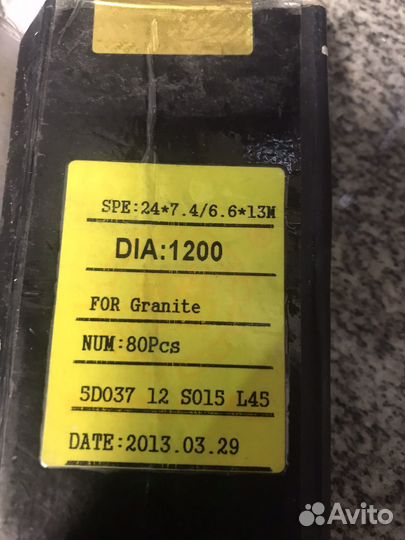 SPE:24*7.4/6.6*13M
DIA:1200
FOR Granite
NUM:80Pcs
5D037 12 S015 L45
DATE:2013.03.29
Avito